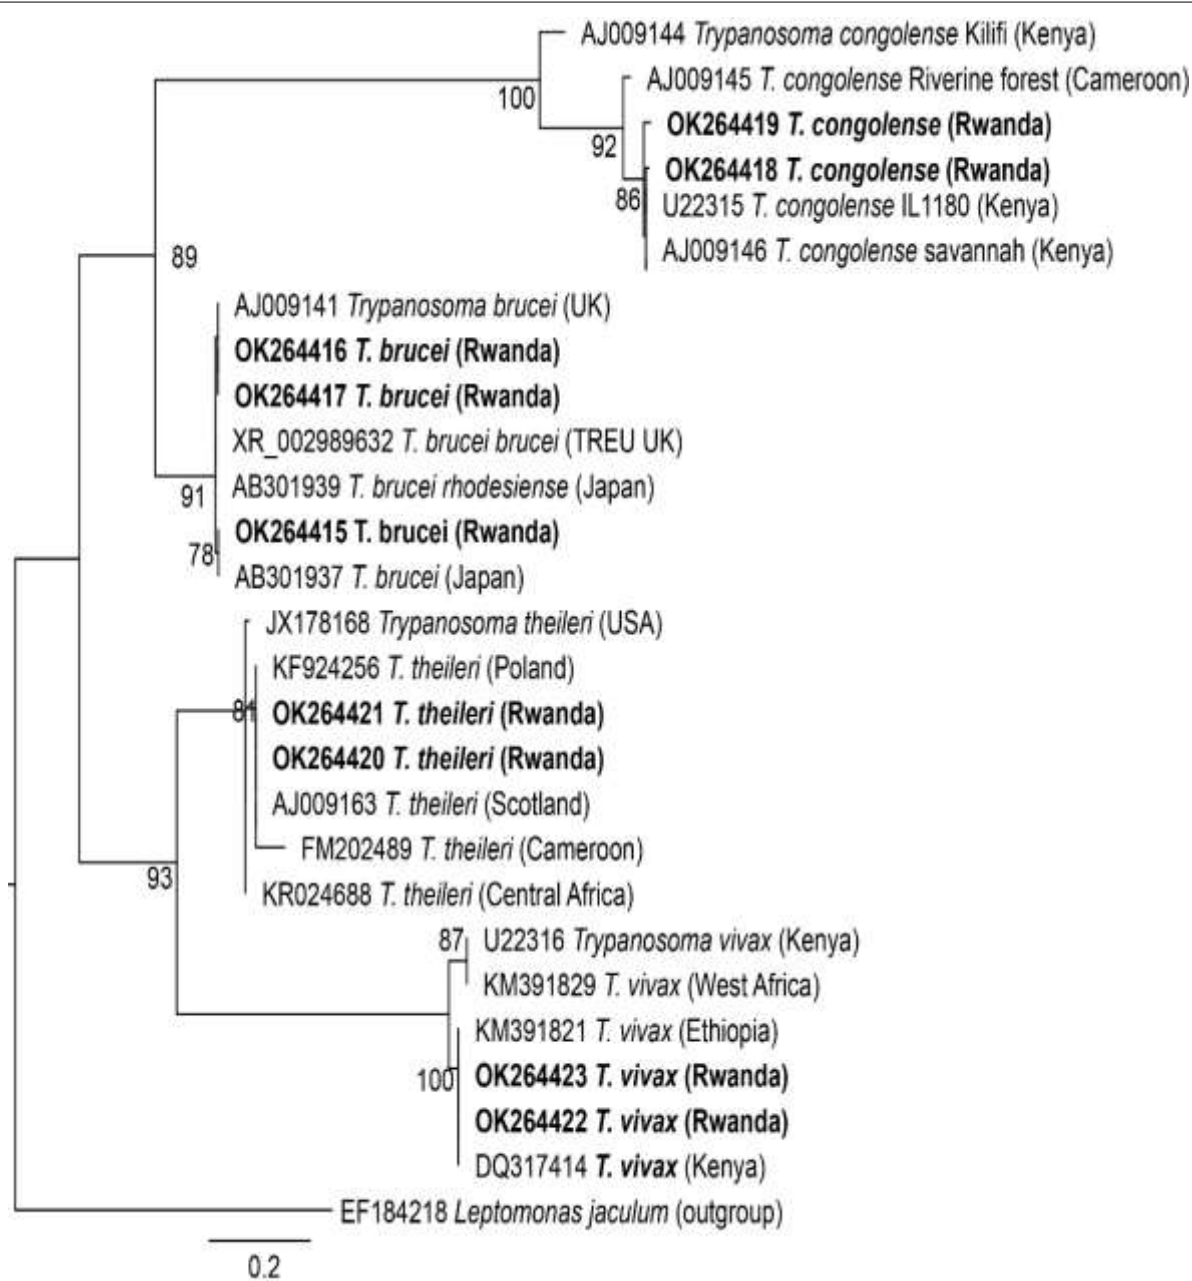 AJ009144 Trypanosoma congolense Kilifi (Kenya)
AJ009145 T. congolense Riverine forest (Cameroon)
100
OK264419 T. congolense (Rwanda)
92
OK264418 T. congolense (Rwanda)
86
U22315 T. congolense IL1180 (Kenya)
AJ009146 T. congolense savannah (Kenya)
89
AJ009141 Trypanosoma brucei (UK)
OK264416 T. brucei (Rwanda)
OK264417 T. brucei (Rwanda)
XR_002989632 T. brucei brucei (TREU UK)
AB301939 T. brucei rhodesiense (Japan)
91
OK264415 T. brucei (Rwanda)
78
AB301937 T. brucei (Japan)
JX178168 Trypanosoma theileri (USA)
KF924256 T. theileri (Poland)
81
OK264421 T. theileri (Rwanda)
OK264420 T. theileri (Rwanda)
AJ009163 T. theileri (Scotland)
FM202489 T. theileri (Cameroon)
93
KR024688 T. theileri (Central Africa)
87
U22316 Trypanosoma vivax (Kenya)
KM391829 T. vivax (West Africa)
KM391821 T. vivax (Ethiopia)
100
OK264423 T. vivax (Rwanda)
OK264422 T. vivax (Rwanda)
DQ317414 T. vivax (Kenya)
EF184218 Leptomonas jaculum (outgroup)
0.2